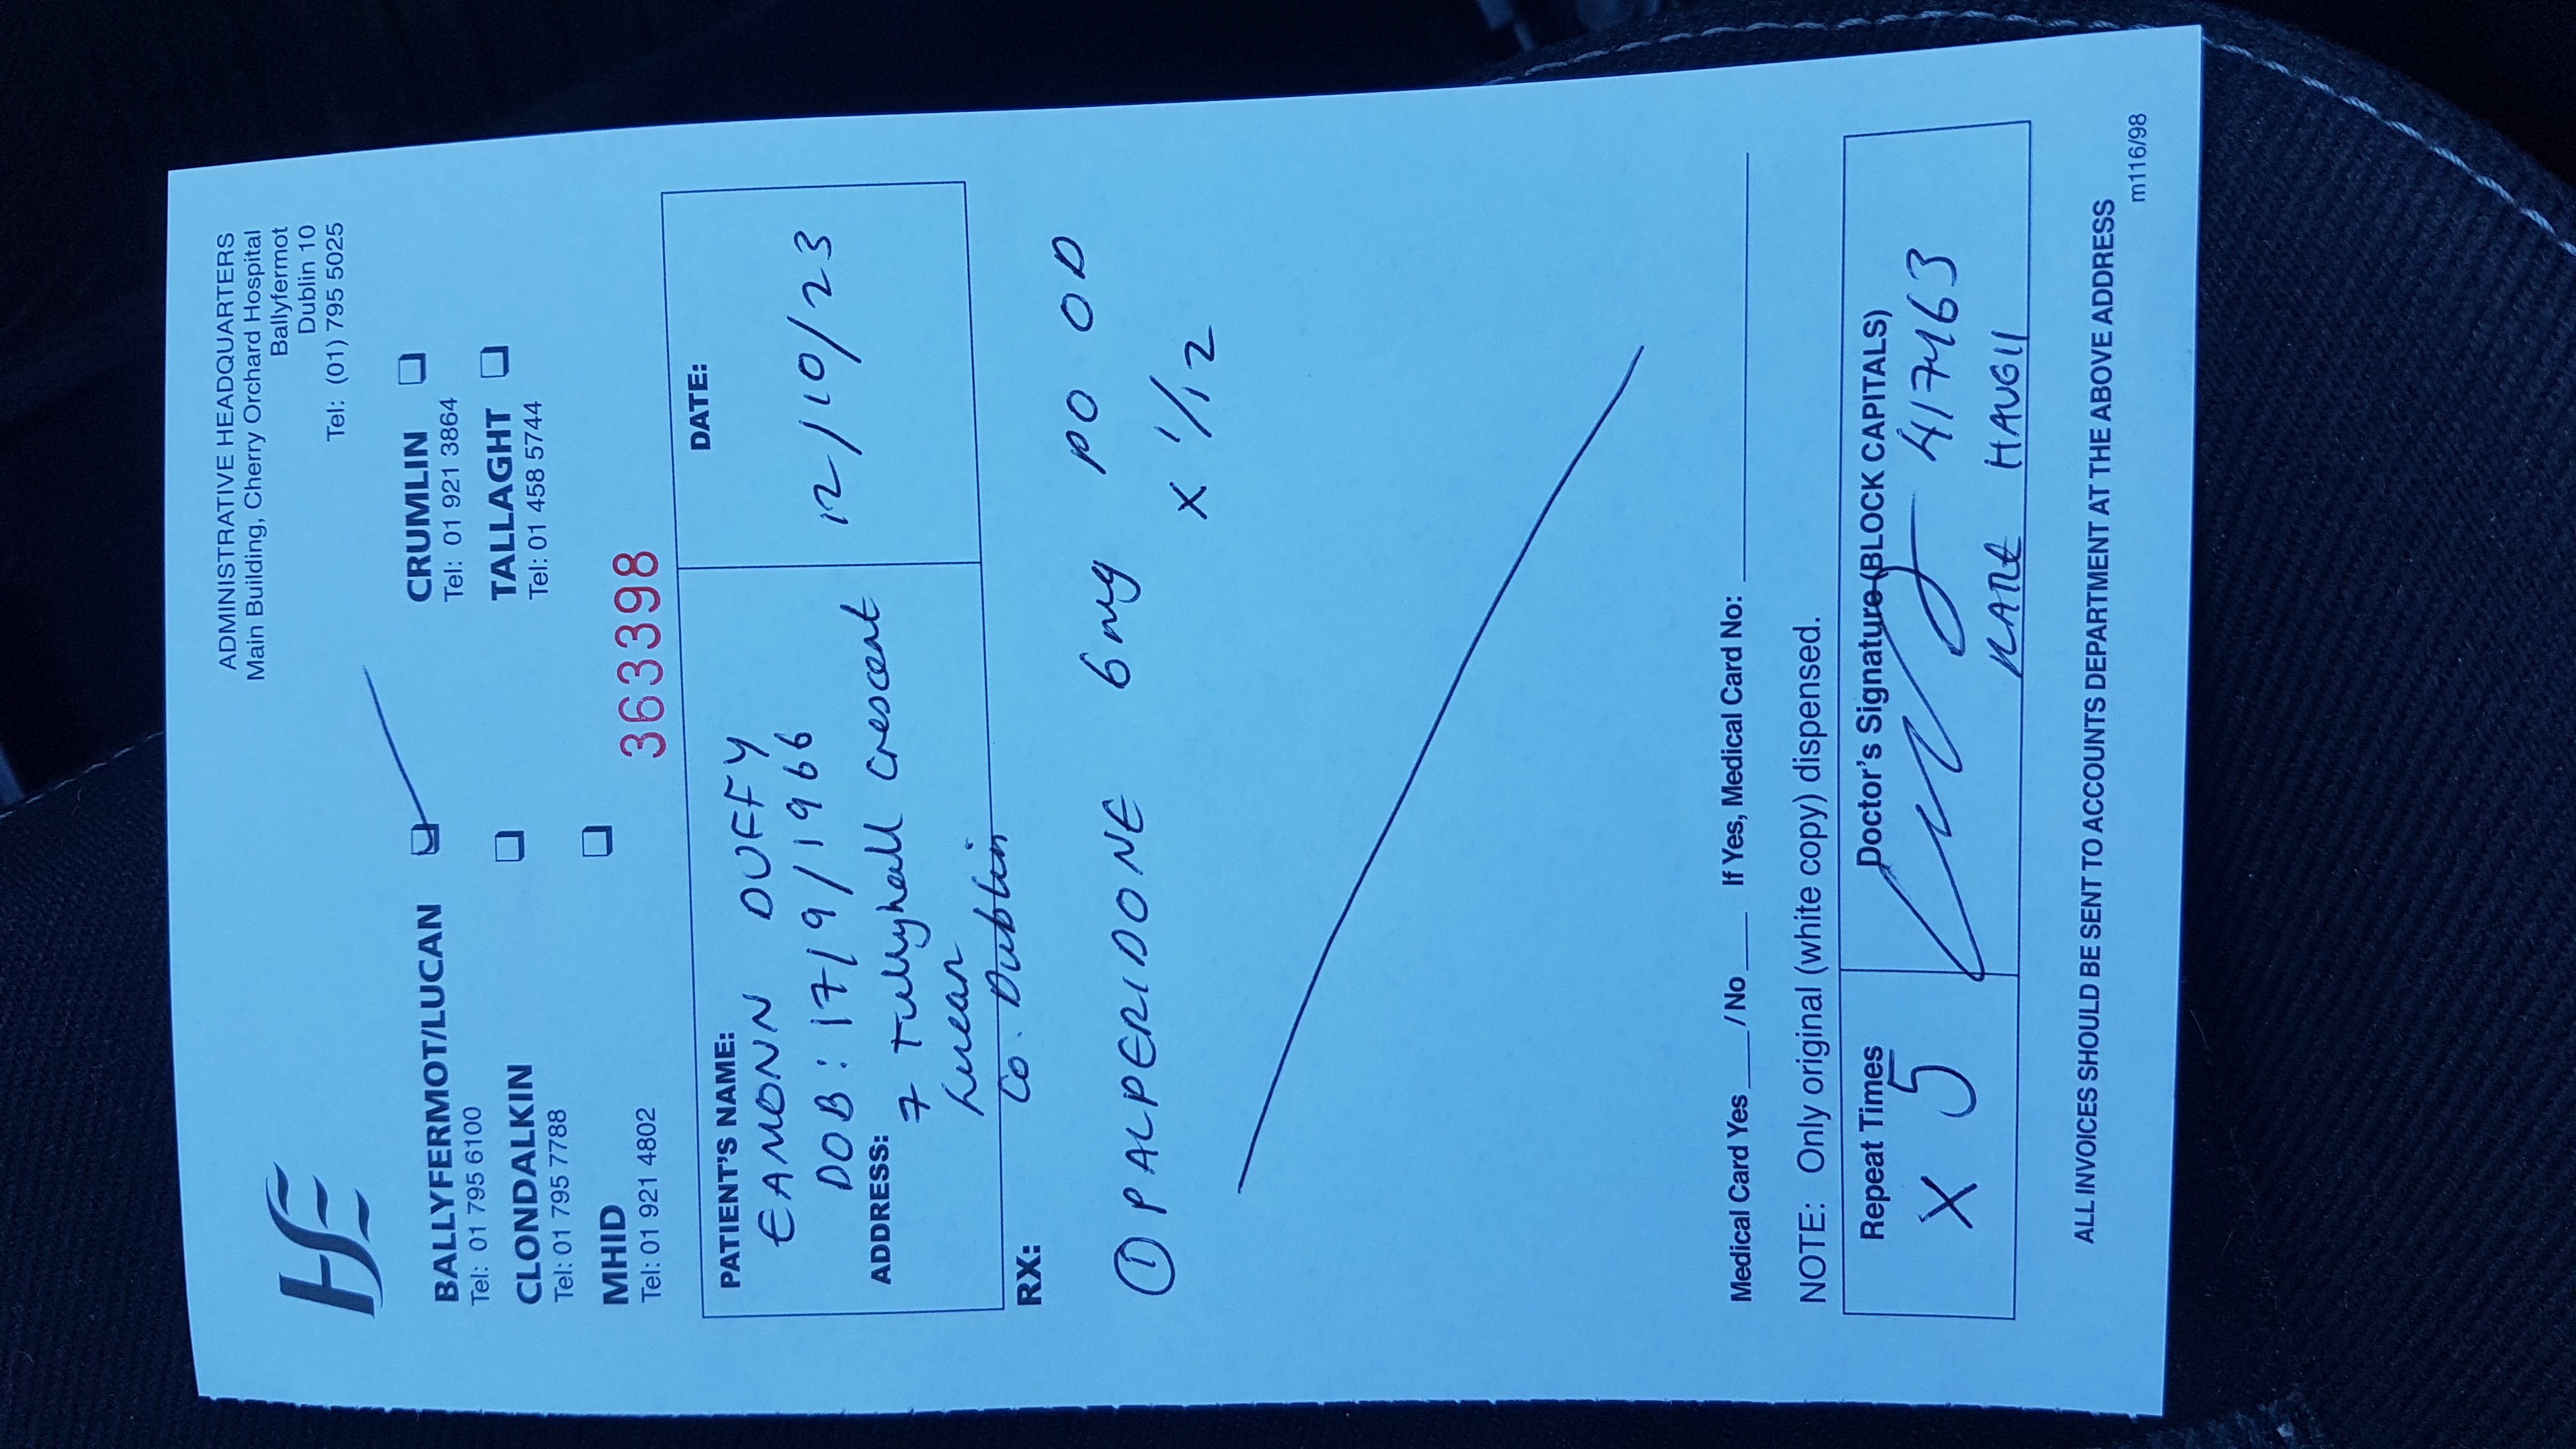 ADMINISTRATIVE HEADQUARTERS
Main Building, Cherry Orchard Hospital
Ballyfermot
Dublin 10
Tel: (01) 795 5025
HSE
BALLYFERMOT/LUCAN
Tel: 01 795 6100
CRUMLIN
Tel: 01 921 3864
CLONDALKIN
Tel: 01 795 7788
TALLAGHT
Tel: 01 458 5744
MHID
Tel: 01 921 4802
363398
PATIENT'S NAME:
EAMONN DUFFY
DOB: 17/9/1966
ADDRESS:
7 Tullyhall Crescent
Lucan
Co. Dublin
DATE:
12/10/23
RX:
① PALPERIDONE 6mg PO OD
x 1/12
Medical Card Yes ____ / No ____ If Yes, Medical Card No: ____
NOTE: Only original (white copy) dispensed.
Repeat Times
x 5
Doctor's Signature (BLOCK CAPITALS)
417463
HAUGH
ALL INVOICES SHOULD BE SENT TO ACCOUNTS DEPARTMENT AT THE ABOVE ADDRESS
m116/98